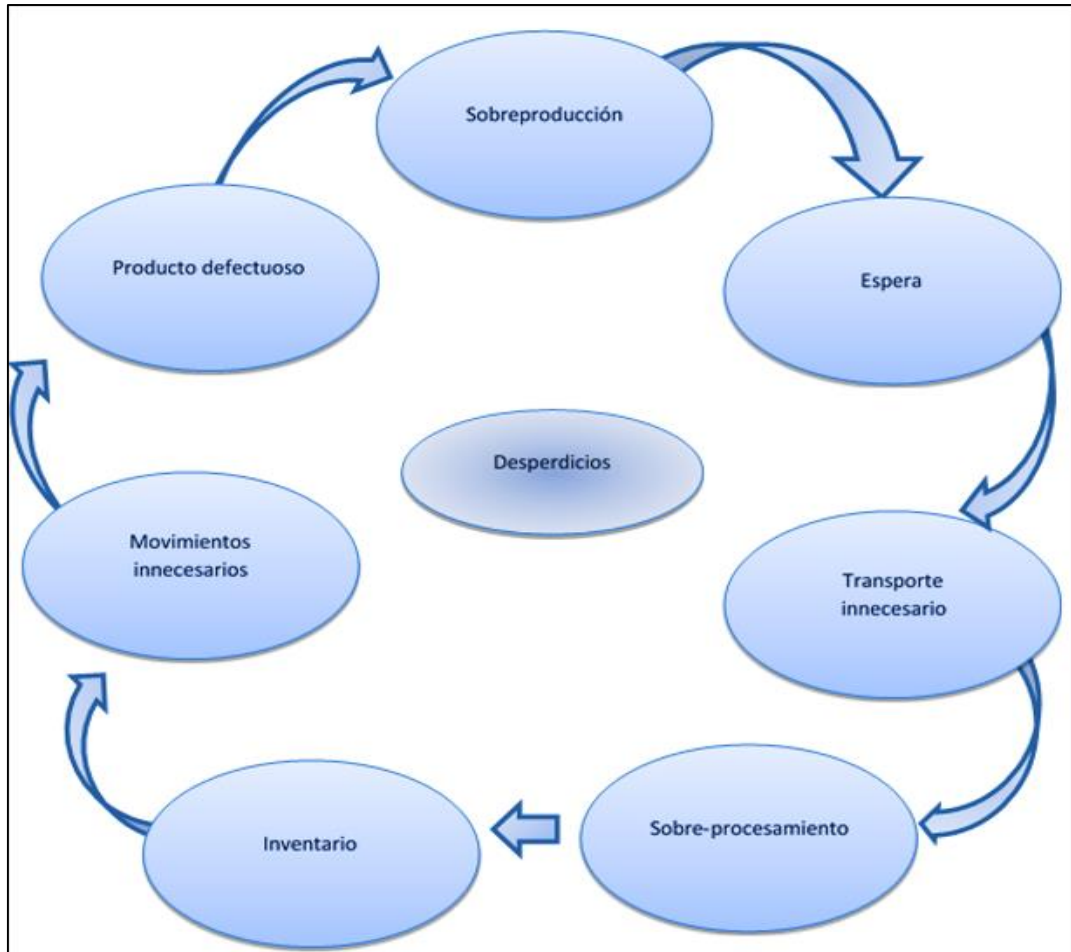 Sobreproducción
Espera
Transporte
innecesario
Sobre-procesamiento
Inventario
Movimientos
innecesarios
Producto defectuoso
Desperdicios